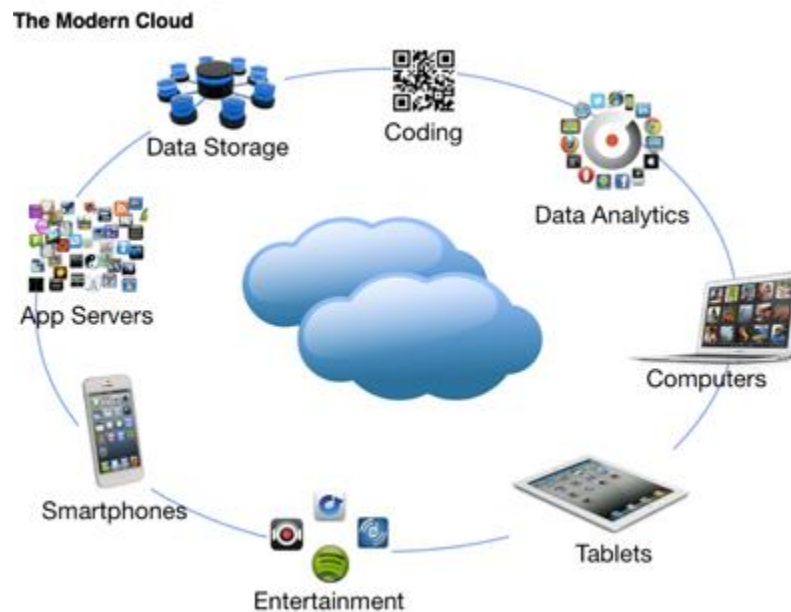 The Modern Cloud
Data Storage
Coding
Data Analytics
App Servers
Computers
Smartphones
Tablets
Entertainment